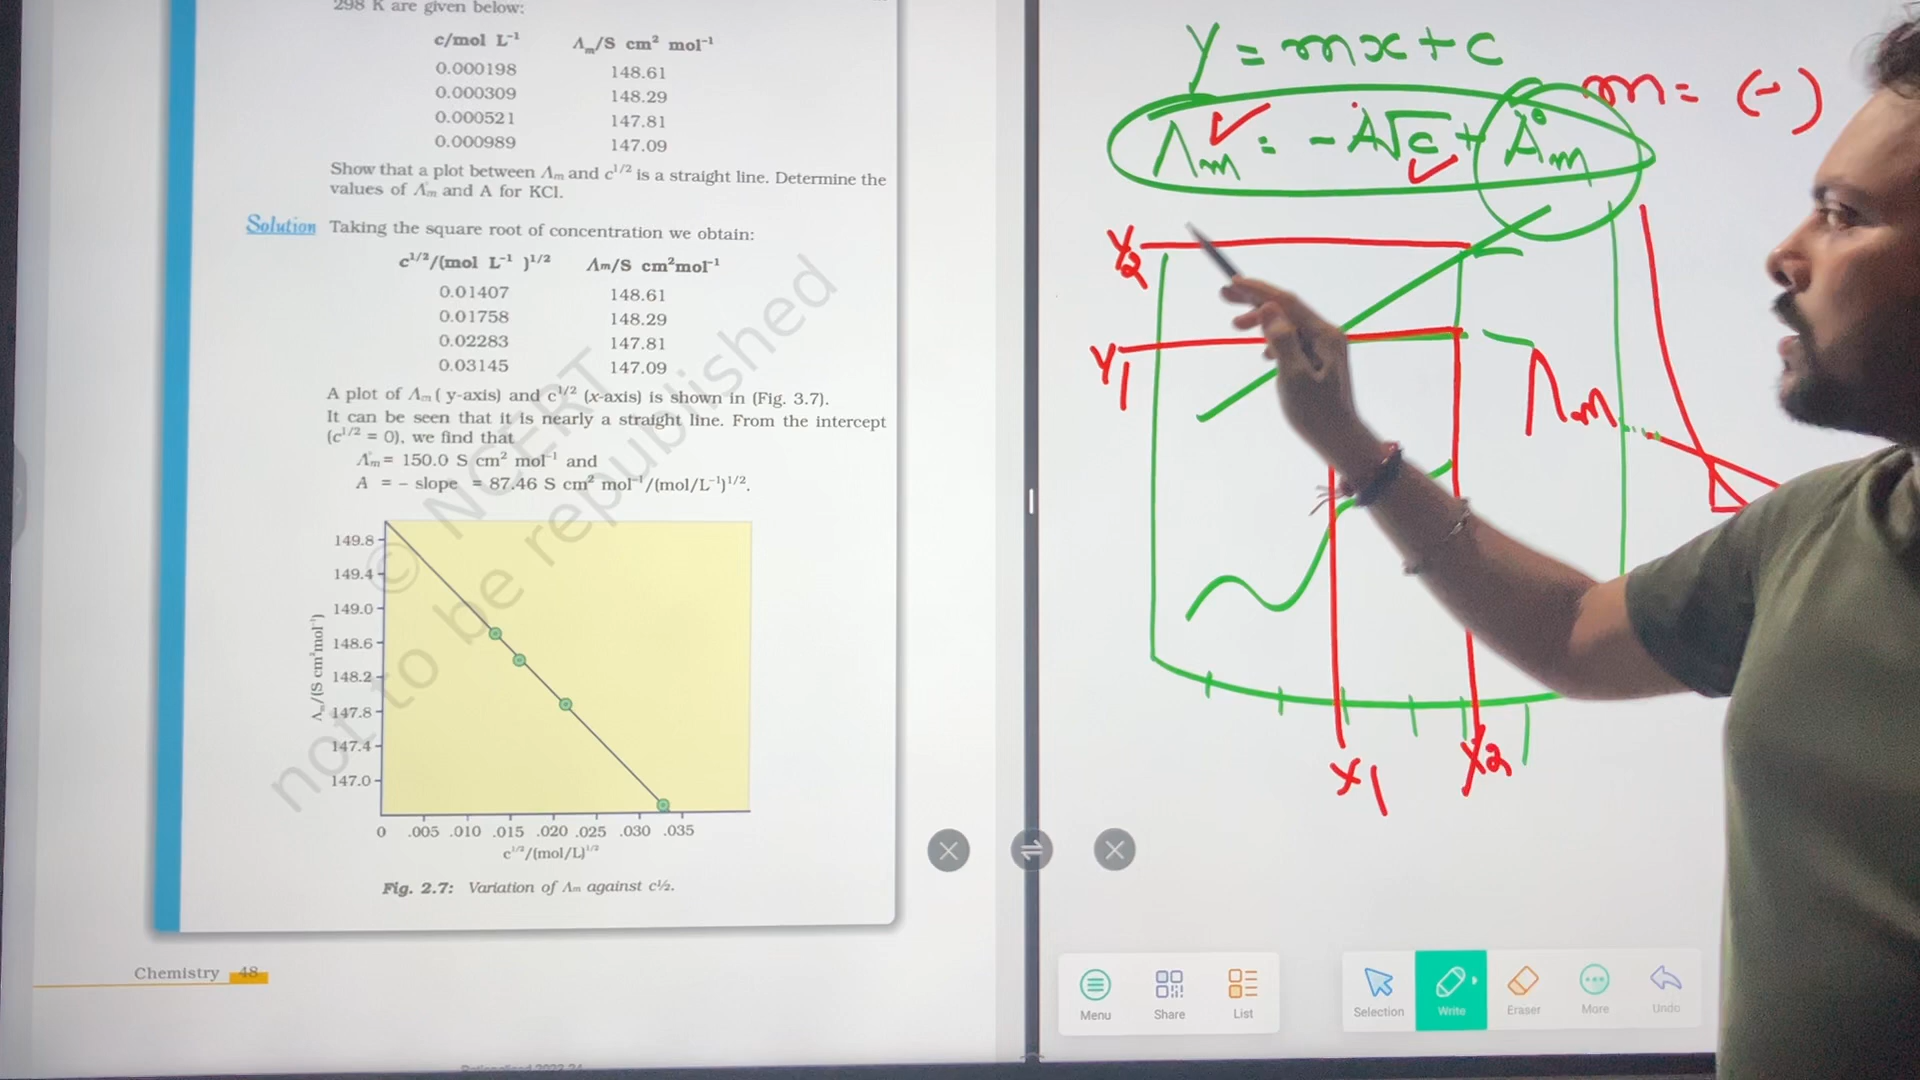 298 K are given below:
c/mol L⁻¹ Λm/S cm² mol⁻¹
0.000198 148.61
0.000309 148.29
0.000521 147.81
0.000989 147.09
Show that a plot between Λm and c¹/² is a straight line. Determine the
values of Λ°m and A for KCl.
Solution Taking the square root of concentration we obtain:
c¹/²/(mol L⁻¹ )¹/² Λm/S cm²mol⁻¹
0.01407 148.61
0.01758 148.29
0.02283 147.81
0.03145 147.09
A plot of Λm ( y-axis) and c¹/² (x-axis) is shown in (Fig. 3.7).
It can be seen that it is nearly a straight line. From the intercept
(c¹/² = 0), we find that
Λ°m = 150.0 S cm² mol⁻¹ and
A = – slope = 87.46 S cm² mol⁻¹/(mol/L⁻¹)¹/².
© NCERT
not to be republished
149.8
149.4
149.0
148.6
148.2
147.8
147.4
147.0
Λm/(S cm²mol⁻¹)
0 .005 .010 .015 .020 .025 .030 .035
c¹/²/(mol/L)¹/²
Fig. 2.7: Variation of Λm against c½.
Chemistry 48
y = mx + c
m = (-)
Λm = -A√c + Λ°m
Y2
Y1
Λm
X1 X2
Menu Share List
Selection Write Eraser More Undo